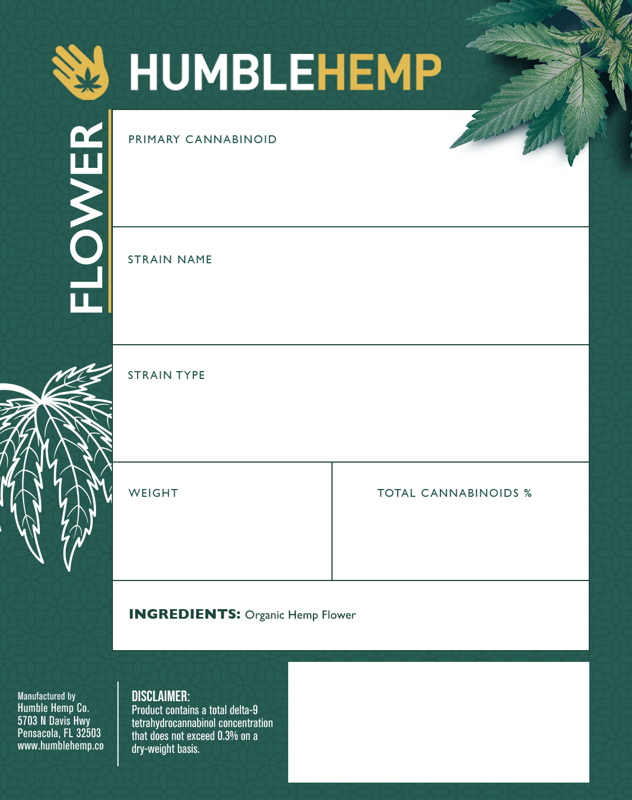 HUMBLEHEMP
FLOWER
PRIMARY CANNABINOID
STRAIN NAME
STRAIN TYPE
WEIGHT
TOTAL CANNABINOIDS %
INGREDIENTS: Organic Hemp Flower
Manufactured by
Humble Hemp Co.
5703 N Davis Hwy
Pensacola, FL 32503
www.humblehemp.co
DISCLAIMER:
Product contains a total delta-9
tetrahydrocannabinol concentration
that does not exceed 0.3% on a
dry-weight basis.